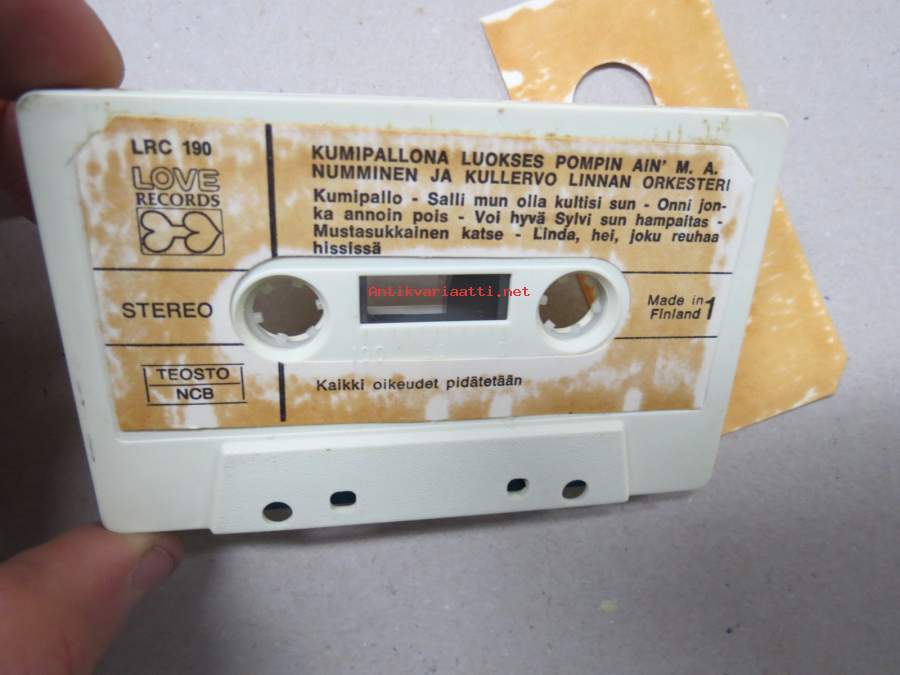 LRC 190
LOVE
RECORDS
KUMIPALLONA LUOKSES POMPIN AIN' M. A.
NUMMINEN JA KULLERVO LINNAN ORKESTERI
Kumipallo - Salli mun olla kultisi sun - Onni jon-
ka annoin pois - Voi hyvä Sylvi sun hampaitas -
Mustasukkainen katse - Linda, hei, joku reuhaa
hississä
STEREO
Antikvariaatti.net
Made in
Finland 1
TEOSTO
NCB
Kaikki oikeudet pidätetään